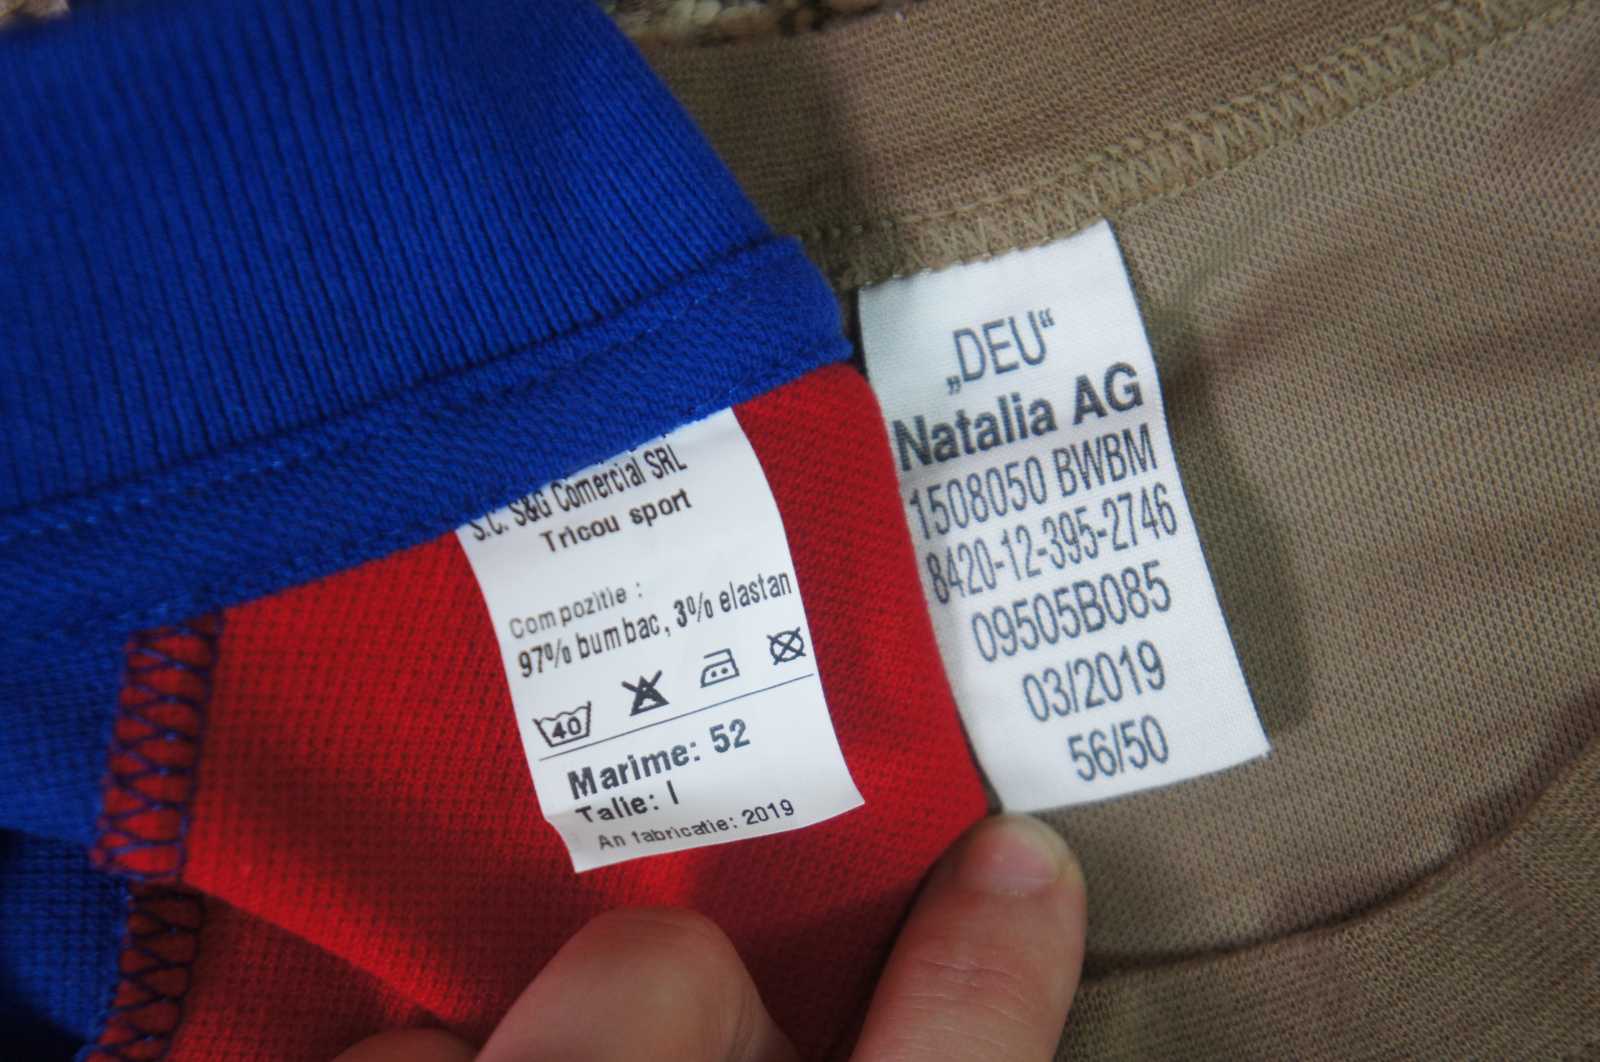 S.C. S&G Comercial SRL
Tricou sport
Compozitie :
97% bumbac, 3% elastan
40
Marime: 52
Talie: I
An fabricatie: 2019
„DEU“
Natalia AG
1508050 BWBM
8420-12-395-2746
09505B085
03/2019
56/50